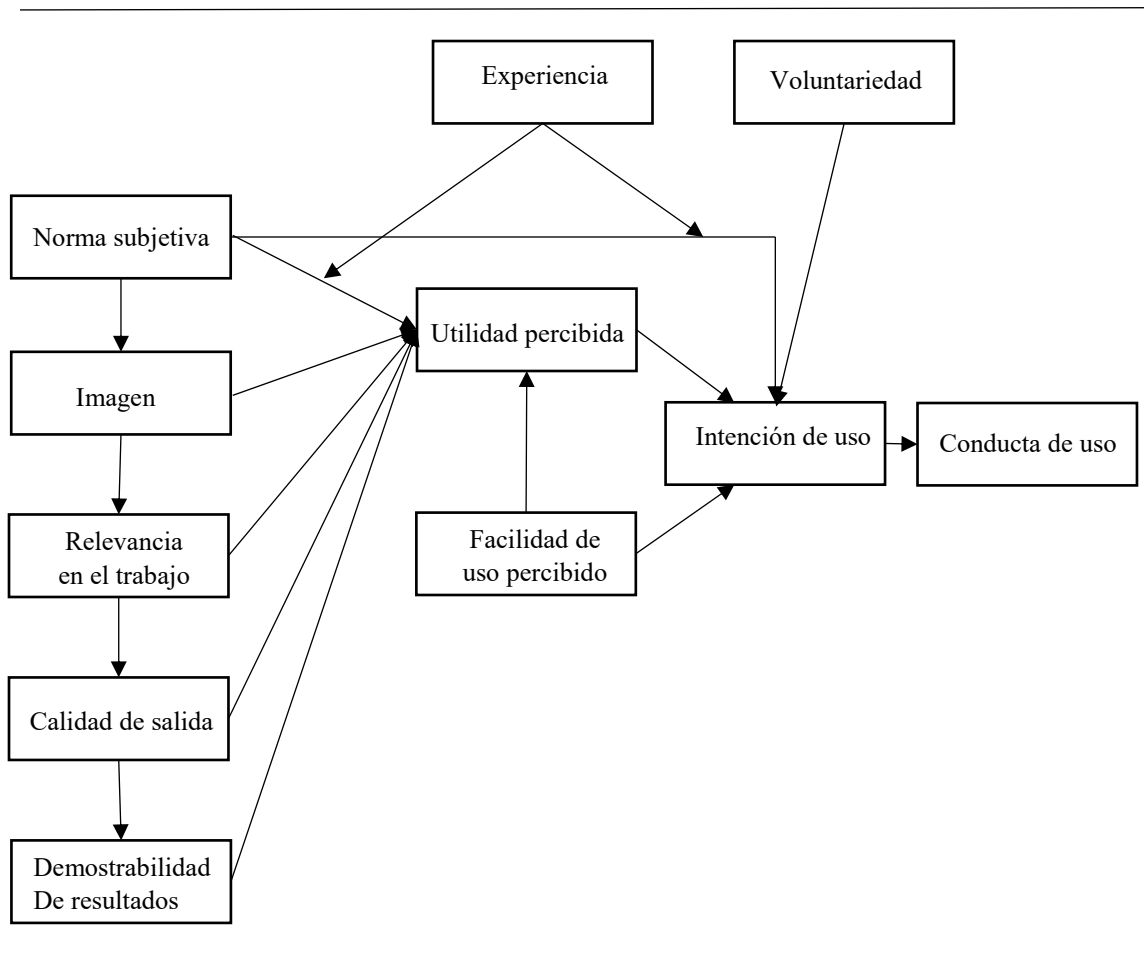 Experiencia
Voluntariedad
Norma subjetiva
Utilidad percibida
Imagen
Intención de uso
Conducta de uso
Relevancia
en el trabajo
Facilidad de
uso percibido
Calidad de salida
Demostrabilidad
De resultados